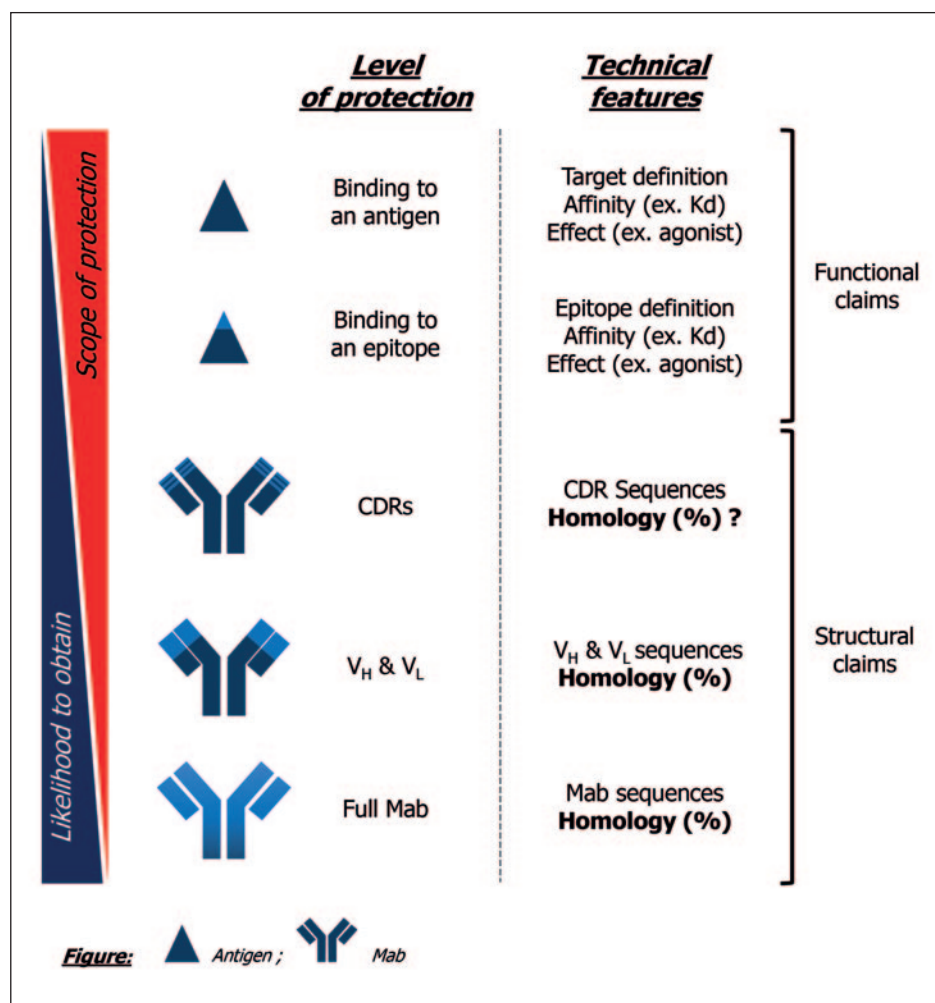 Level
of protection
Technical
features
Scope of protection
Likelihood to obtain
Binding to
an antigen
Target definition
Affinity (ex. Kd)
Effect (ex. agonist)
Binding to
an epitope
Epitope definition
Affinity (ex. Kd)
Effect (ex. agonist)
Functional
claims
CDRs
CDR Sequences
Homology (%) ?
VH & VL
VH & VL sequences
Homology (%)
Structural
claims
Full Mab
Mab sequences
Homology (%)
Figure: Antigen ; Mab